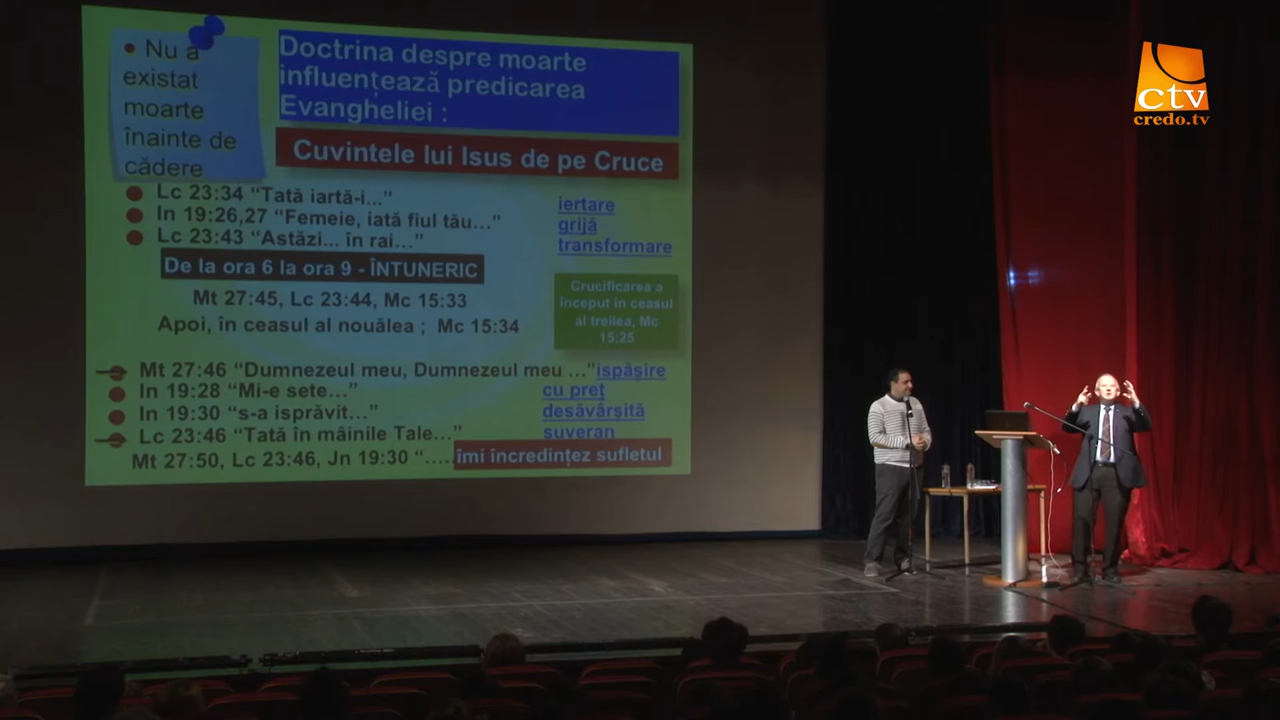 • Nu a
existat
moarte
înainte de
cădere
Doctrina despre moarte
influențează predicarea
Evangheliei :
Cuvintele lui Isus de pe Cruce
Lc 23:34 “Tată iartă-i...”
iertare
In 19:26,27 “Femeie, iată fiul tău…”
grijă
Lc 23:43 “Astăzi... în rai…”
transformare
De la ora 6 la ora 9 - ÎNTUNERIC
Mt 27:45, Lc 23:44, Mc 15:33
Apoi, în ceasul al nouălea ; Mc 15:34
Crucificarea a
început in ceasul
al treilea, Mc
15:25
Mt 27:46 “Dumnezeul meu, Dumnezeul meu …” ispășire
In 19:28 “Mi-e sete…”
cu preț
In 19:30 “s-a isprăvit…”
desăvârșită
Lc 23:46 “Tată în mâinile Tale…”
suveran
Mt 27:50, Lc 23:46, Jn 19:30 “….. îmi încredințez sufletul
ctv
credo.tv